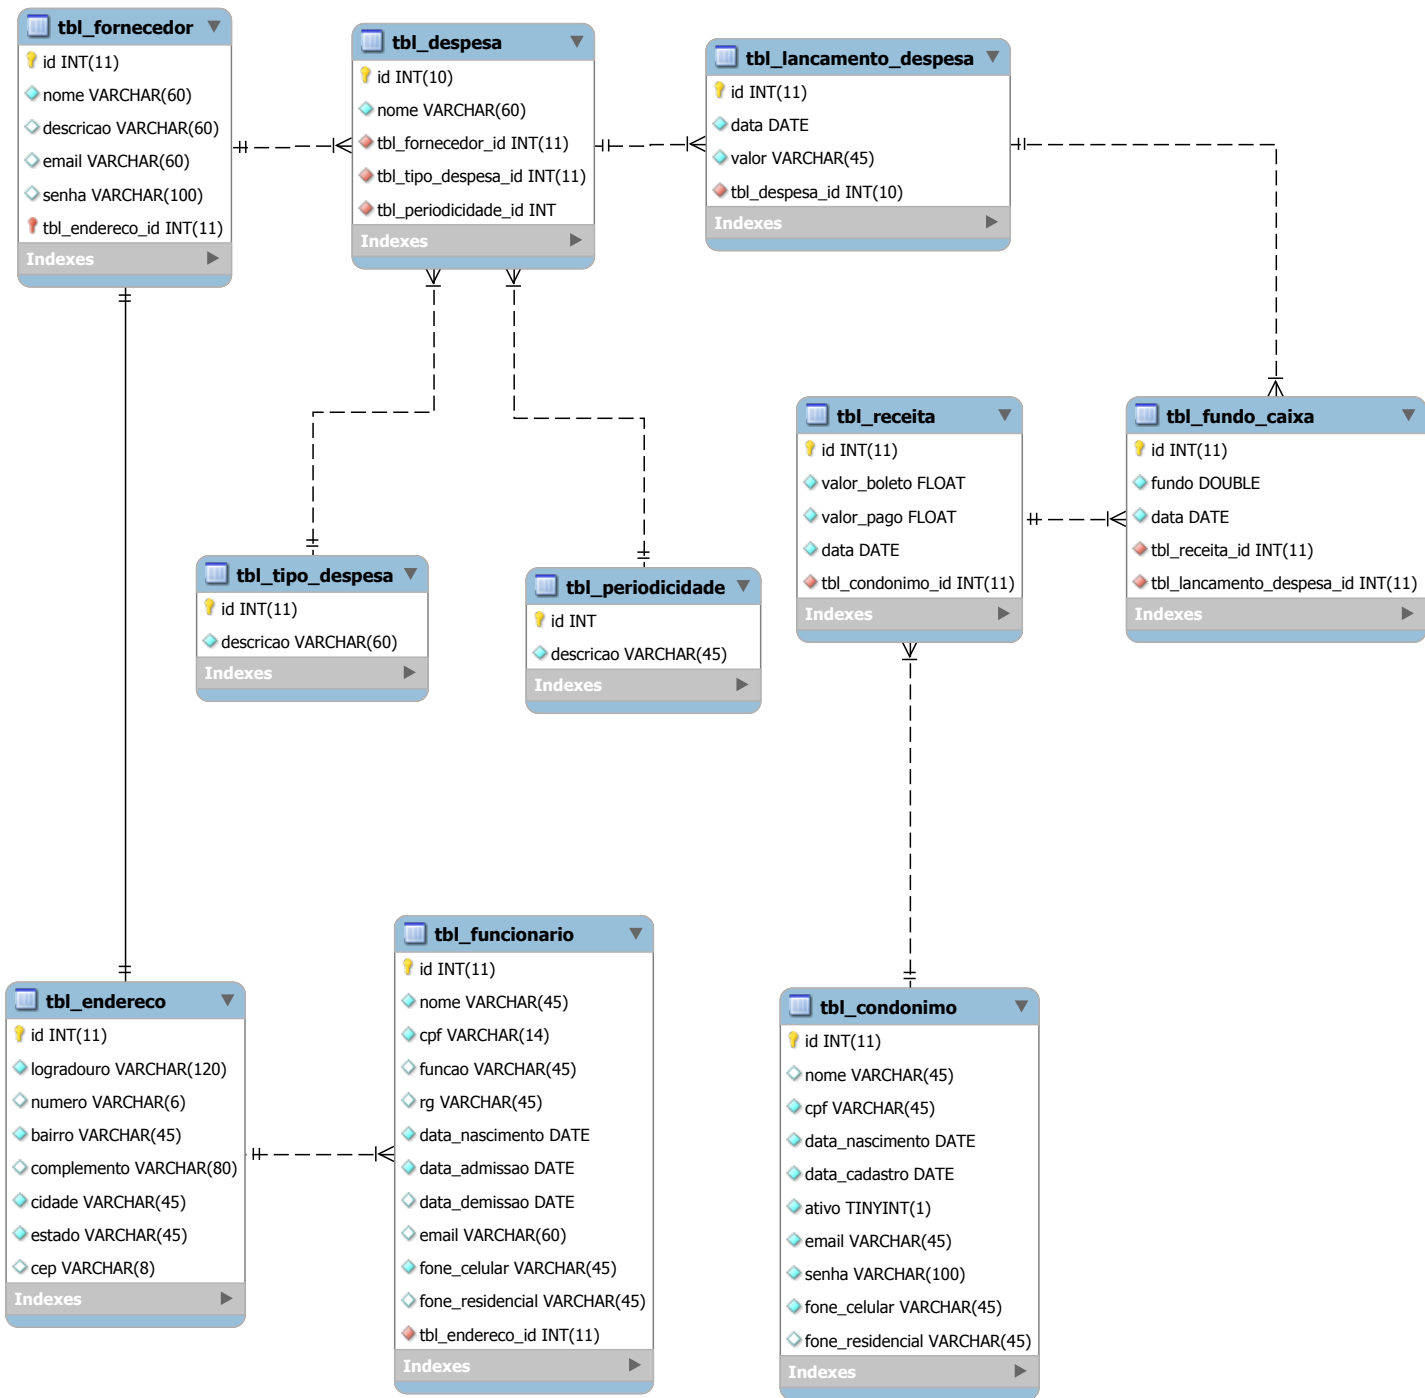 tbl_fornecedor
id INT(11)
nome VARCHAR(60)
descricao VARCHAR(60)
email VARCHAR(60)
senha VARCHAR(100)
tbl_endereco_id INT(11)
Indexes
tbl_despesa
id INT(10)
nome VARCHAR(60)
tbl_fornecedor_id INT(11)
tbl_tipo_despesa_id INT(11)
tbl_periodicidade_id INT
Indexes
tbl_lancamento_despesa
id INT(11)
data DATE
valor VARCHAR(45)
tbl_despesa_id INT(10)
Indexes
tbl_receita
id INT(11)
valor_boleto FLOAT
valor_pago FLOAT
data DATE
tbl_condonimo_id INT(11)
Indexes
tbl_fundo_caixa
id INT(11)
fundo DOUBLE
data DATE
tbl_receita_id INT(11)
tbl_lancamento_despesa_id INT(11)
Indexes
tbl_tipo_despesa
id INT(11)
descricao VARCHAR(60)
Indexes
tbl_periodicidade
id INT
descricao VARCHAR(45)
Indexes
tbl_endereco
id INT(11)
logradouro VARCHAR(120)
numero VARCHAR(6)
bairro VARCHAR(45)
complemento VARCHAR(80)
cidade VARCHAR(45)
estado VARCHAR(45)
cep VARCHAR(8)
Indexes
tbl_funcionario
id INT(11)
nome VARCHAR(45)
cpf VARCHAR(14)
funcao VARCHAR(45)
rg VARCHAR(45)
data_nascimento DATE
data_admissao DATE
data_demissao DATE
email VARCHAR(60)
fone_celular VARCHAR(45)
fone_residencial VARCHAR(45)
tbl_endereco_id INT(11)
Indexes
tbl_condonimo
id INT(11)
nome VARCHAR(45)
cpf VARCHAR(45)
data_nascimento DATE
data_cadastro DATE
ativo TINYINT(1)
email VARCHAR(45)
senha VARCHAR(100)
fone_celular VARCHAR(45)
fone_residencial VARCHAR(45)
Indexes